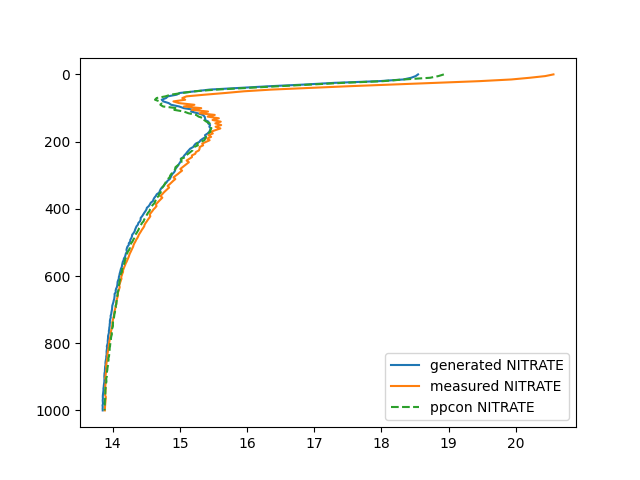 0
200
400
600
800
1000
14 15 16 17 18 19 20
generated NITRATE
measured NITRATE
ppcon NITRATE